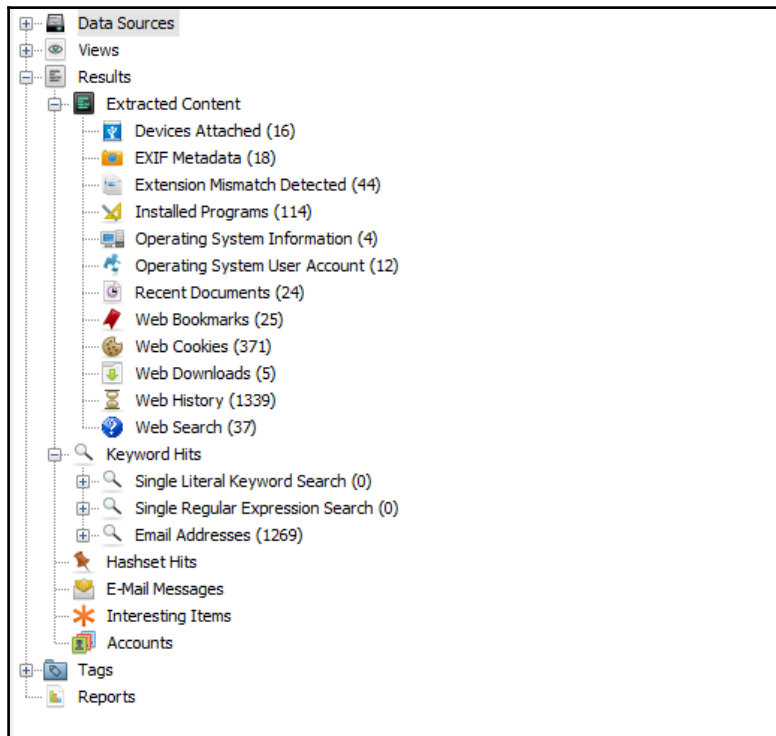 Data Sources
Views
Results
Extracted Content
Devices Attached (16)
EXIF Metadata (18)
Extension Mismatch Detected (44)
Installed Programs (114)
Operating System Information (4)
Operating System User Account (12)
Recent Documents (24)
Web Bookmarks (25)
Web Cookies (371)
Web Downloads (5)
Web History (1339)
Web Search (37)
Keyword Hits
Single Literal Keyword Search (0)
Single Regular Expression Search (0)
Email Addresses (1269)
Hashset Hits
E-Mail Messages
Interesting Items
Accounts
Tags
Reports